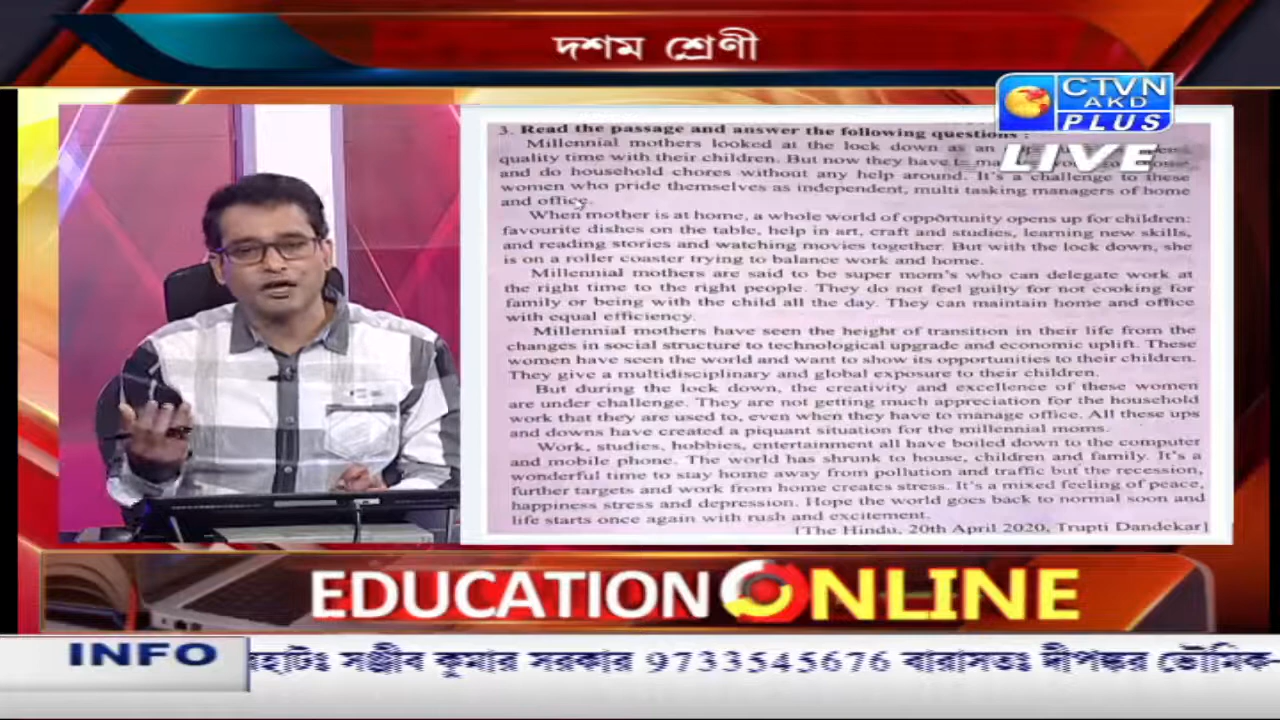 দশম শ্রেণী
CTVN
AKD
PLUS
LIVE
3. Read the passage and answer the following questions :
Millennial mothers looked at the lock down as an
quality time with their children. But now they have
and do household chores without any help around. It's a challenge to these
women who pride themselves as independent, multi tasking managers of home
and office.
When mother is at home, a whole world of opportunity opens up for children:
favourite dishes on the table, help in art, craft and studies, learning new skills,
and reading stories and watching movies together. But with the lock down, she
is on a roller coaster trying to balance work and home.
Millennial mothers are said to be super mom's who can delegate work at
the right time to the right people. They do not feel guilty for not cooking for
family or being with the child all the day. They can maintain home and office
with equal efficiency.
Millennial mothers have seen the height of transition in their life from the
changes in social structure to technological upgrade and economic uplift. These
women have seen the world and want to show its opportunities to their children.
They give a multidisciplinary and global exposure to their children.
But during the lock down, the creativity and excellence of these women
are under challenge. They are not getting much appreciation for the household
work that they are used to, even when they have to manage office. All these ups
and downs have created a piquant situation for the millennial moms.
Work, studies, hobbies, entertainment all have boiled down to the computer
and mobile phone. The world has shrunk to house, children and family. It's a
wonderful time to stay home away from pollution and traffic but the recession,
further targets and work from home creates stress. It's a mixed feeling of peace,
happiness stress and depression. Hope the world goes back to normal soon and
life starts once again with rush and excitement.
[The Hindu, 20th April 2020, Trupti Dandekar]
EDUCATION ONLINE
INFO
সঞ্জীব কুমার সরকার 9733545676 বারাসতঃ দীপঙ্কর ভৌমিক-